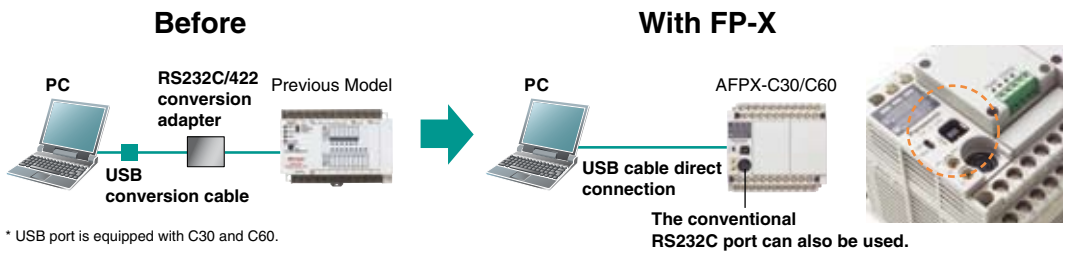 Before
With FP-X
PC
RS232C/422
conversion
adapter
Previous Model
USB
conversion cable
PC
AFPX-C30/C60
USB cable direct
connection
The conventional
RS232C port can also be used.
* USB port is equipped with C30 and C60.